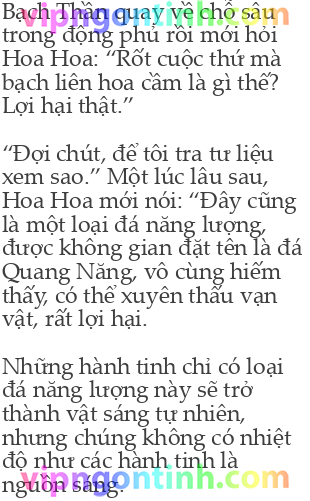 Bạch Thần quay về chỗ sâu
vipngontinh.com
trong động phủ rồi mới hỏi
Hoa Hoa: “Rốt cuộc thứ mà
bạch liên hoa cầm là gì thế?
Lợi hại thật.”
“Đợi chút, để tôi tra tư liệu
xem sao.” Một lúc lâu sau,
Hoa Hoa mới nói: “Đây cũng
là một loại đá năng lượng,
được không gian đặt tên là đá
Quang Năng, vô cùng hiếm
thấy, có thể xuyên thấu vạn
vật, rất lợi hại.
Những hành tinh chỉ có loại
đá năng lượng này sẽ trở
thành vật sáng tự nhiên,
nhưng chúng không có nhiệt
độ như các hành tinh là
vipngontinh.com
nguồn sáng.